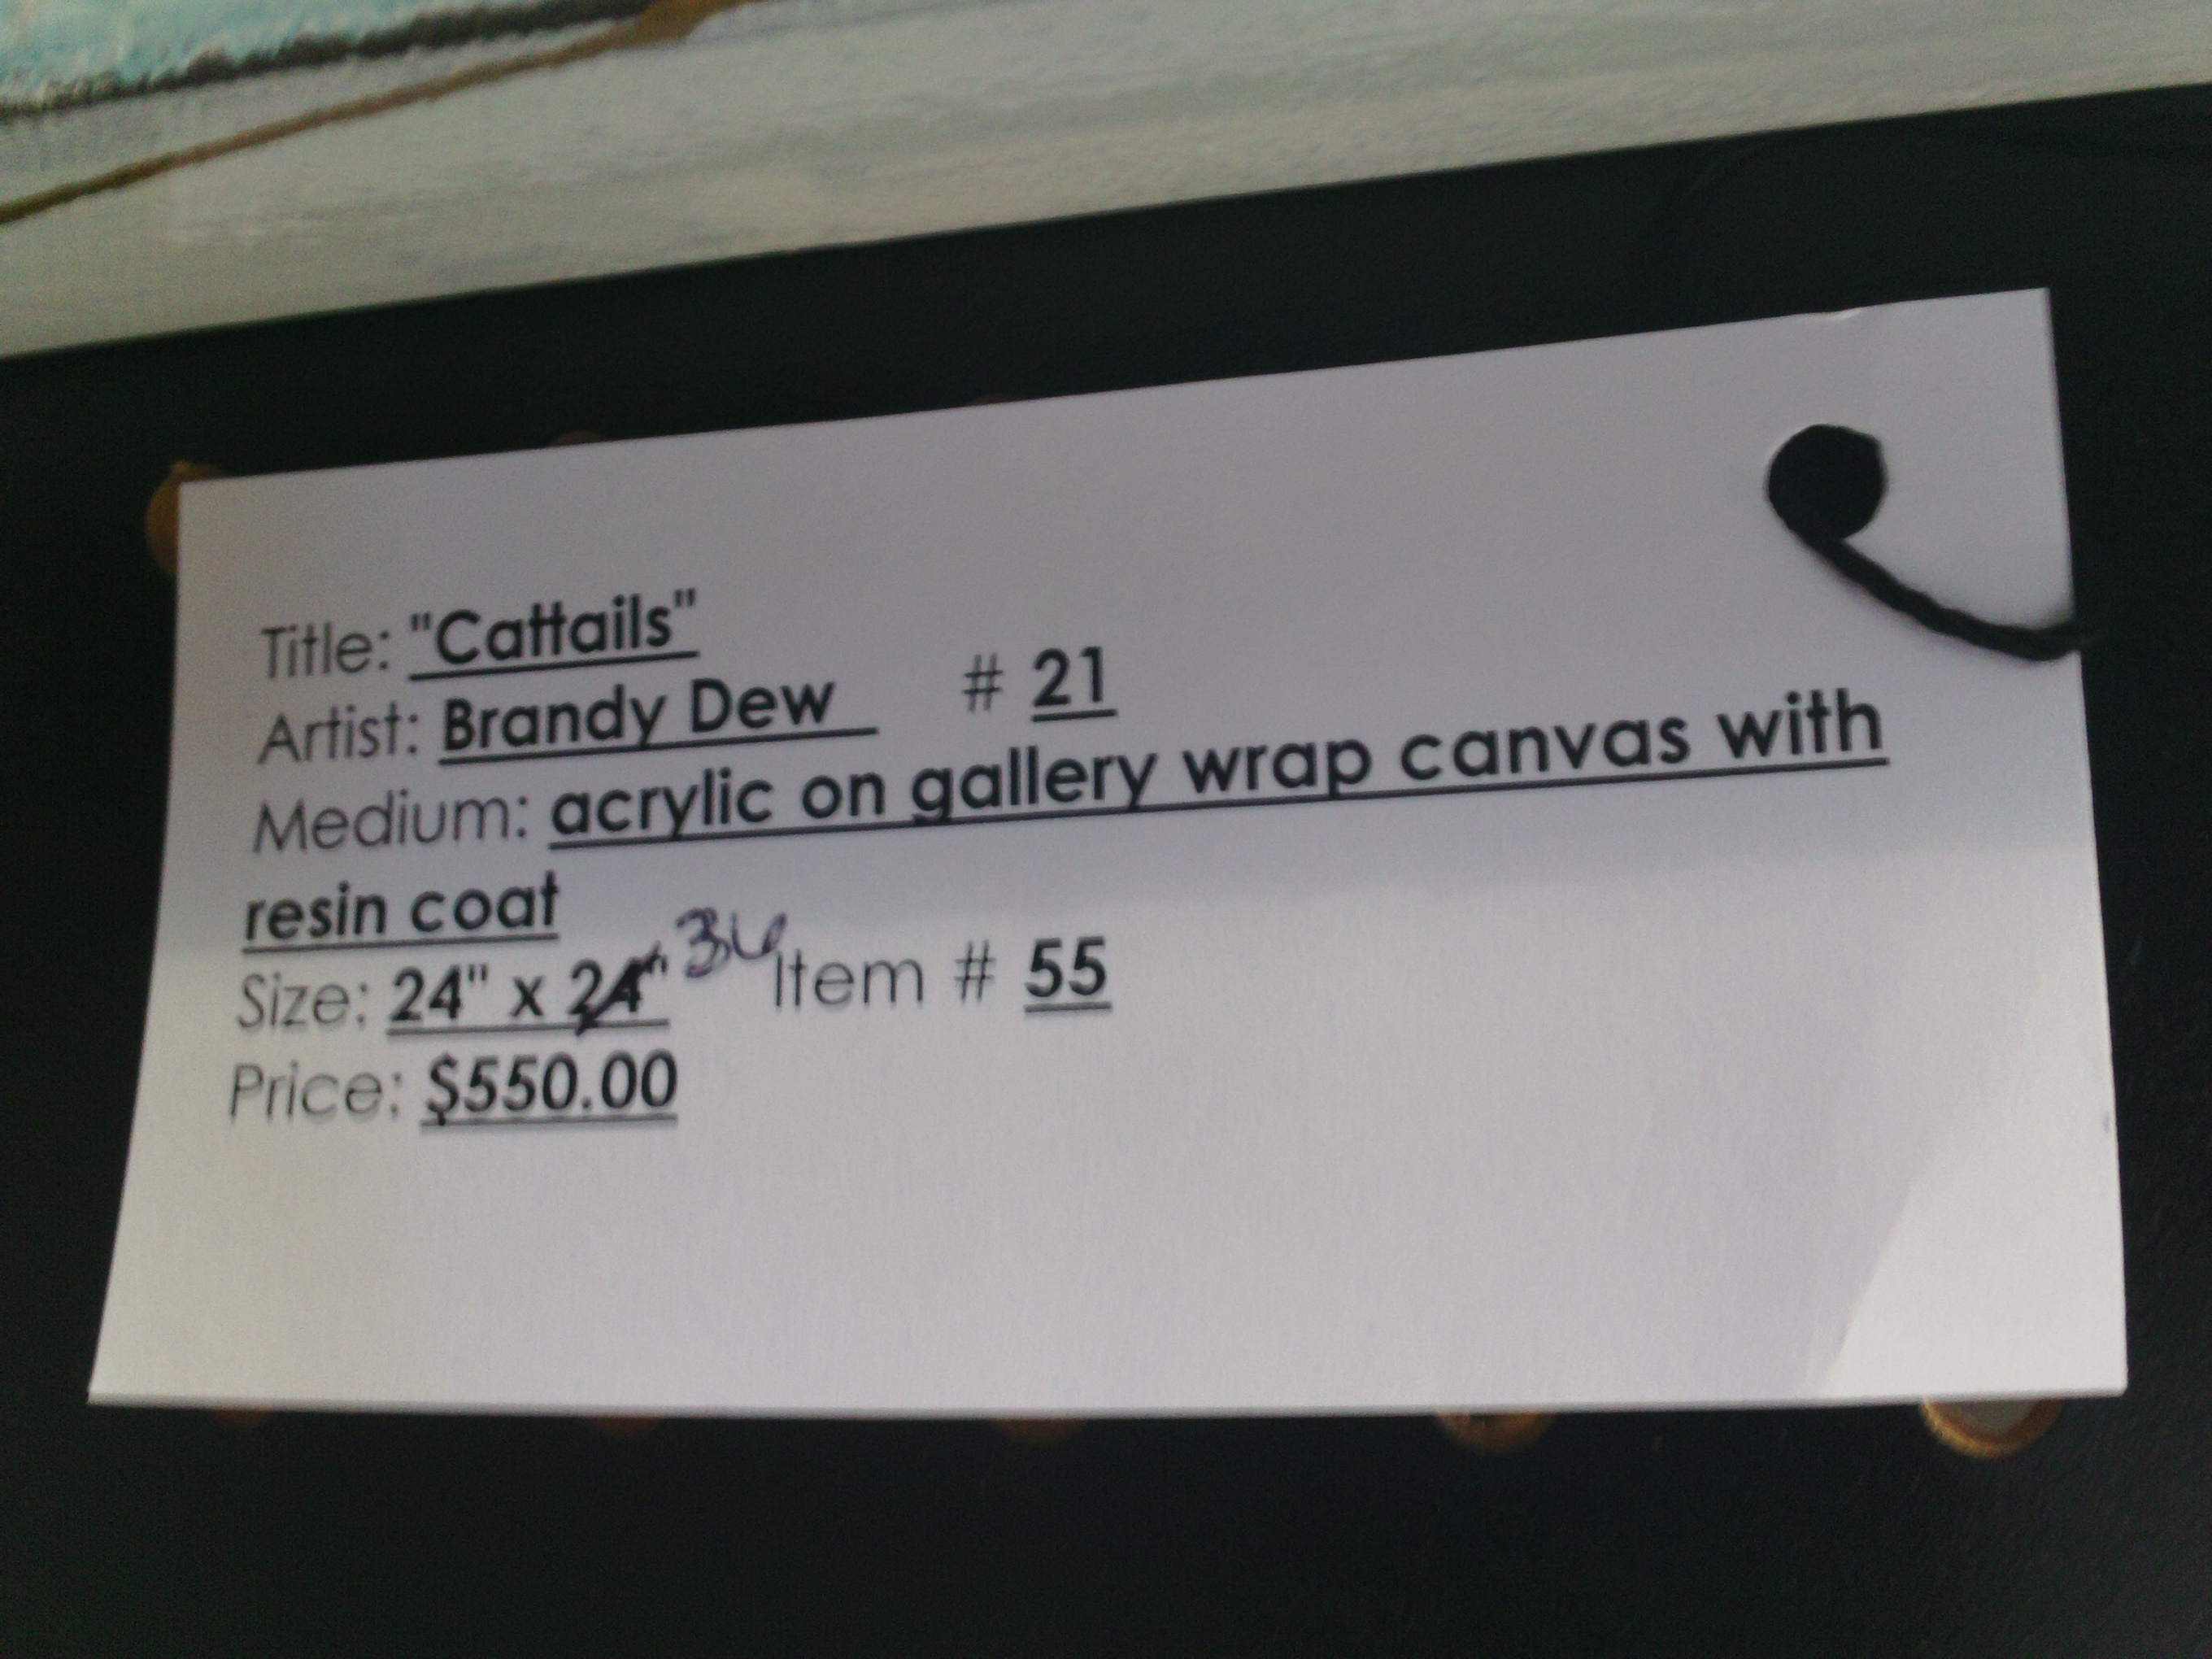 Title: "Cattails"
Artist: Brandy Dew # 21
Medium: acrylic on gallery wrap canvas with
resin coat
Size: 24" x 24" 36 Item # 55
Price: $550.00